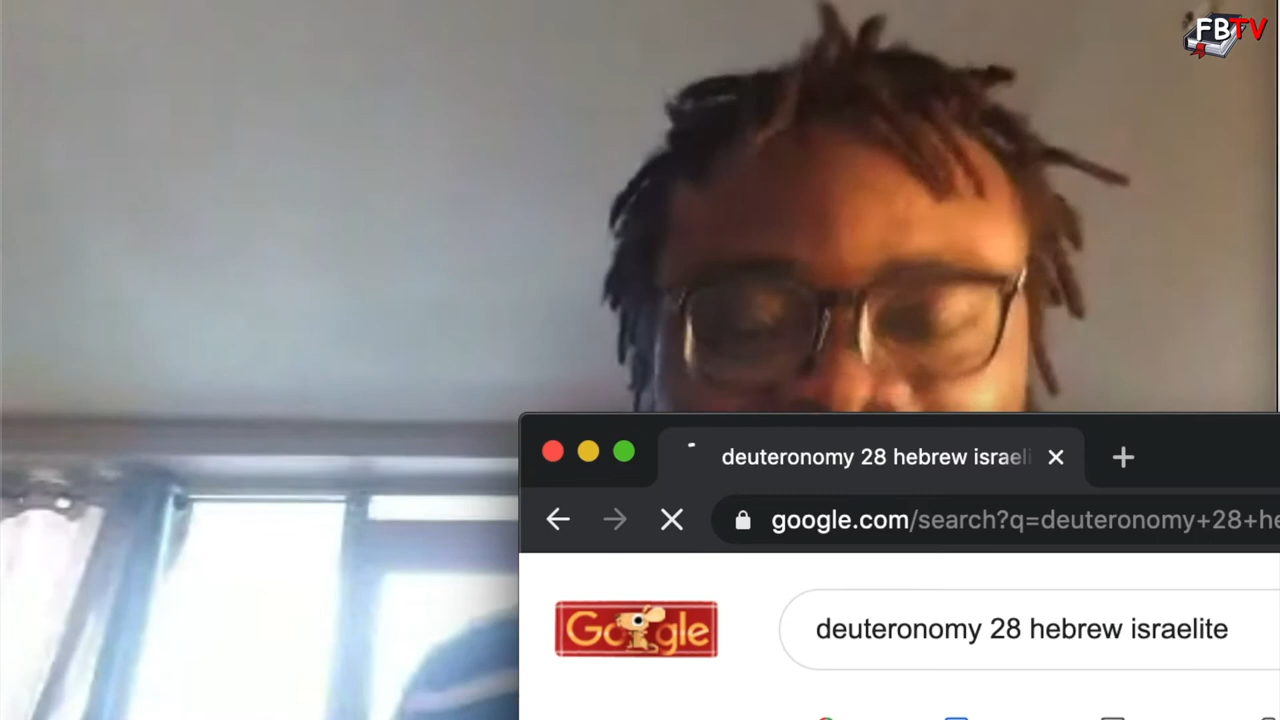 FBTV
deuteronomy 28 hebrew israeli
google.com/search?q=deuteronomy+28+he
Google
deuteronomy 28 hebrew israelite